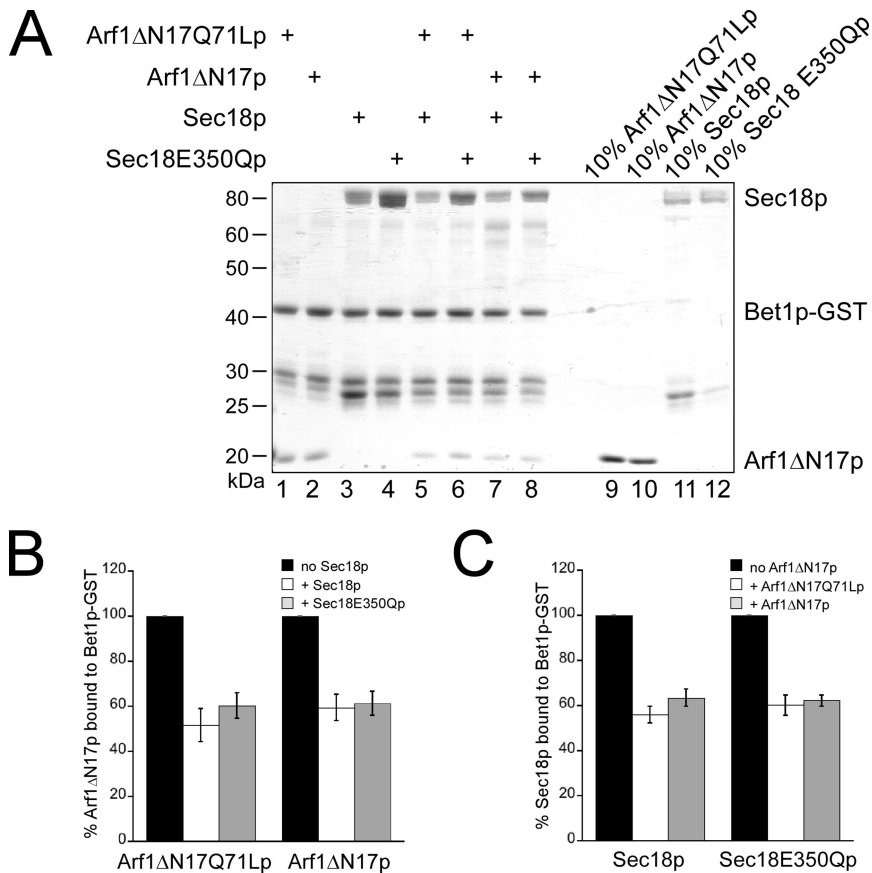 A
Arf1ΔN17Q71Lp + + +
Arf1ΔN17p + + +
Sec18p + + +
Sec18E350Qp + + +
10% Arf1ΔN17Q71Lp
10% Arf1ΔN17p
10% Sec18p
10% Sec18 E350Qp
80 Sec18p
60
50
40 Bet1p-GST
30
25
20 Arf1ΔN17p
kDa
1 2 3 4 5 6 7 8 9 10 11 12
B
% Arf1ΔN17p bound to Bet1p-GST
120
100
80
60
40
20
0
no Sec18p
+ Sec18p
+ Sec18E350Qp
Arf1ΔN17Q71Lp Arf1ΔN17p
C
% Sec18p bound to Bet1p-GST
120
100
80
60
40
20
0
no Arf1ΔN17p
+ Arf1ΔN17Q71Lp
+ Arf1ΔN17p
Sec18p Sec18E350Qp